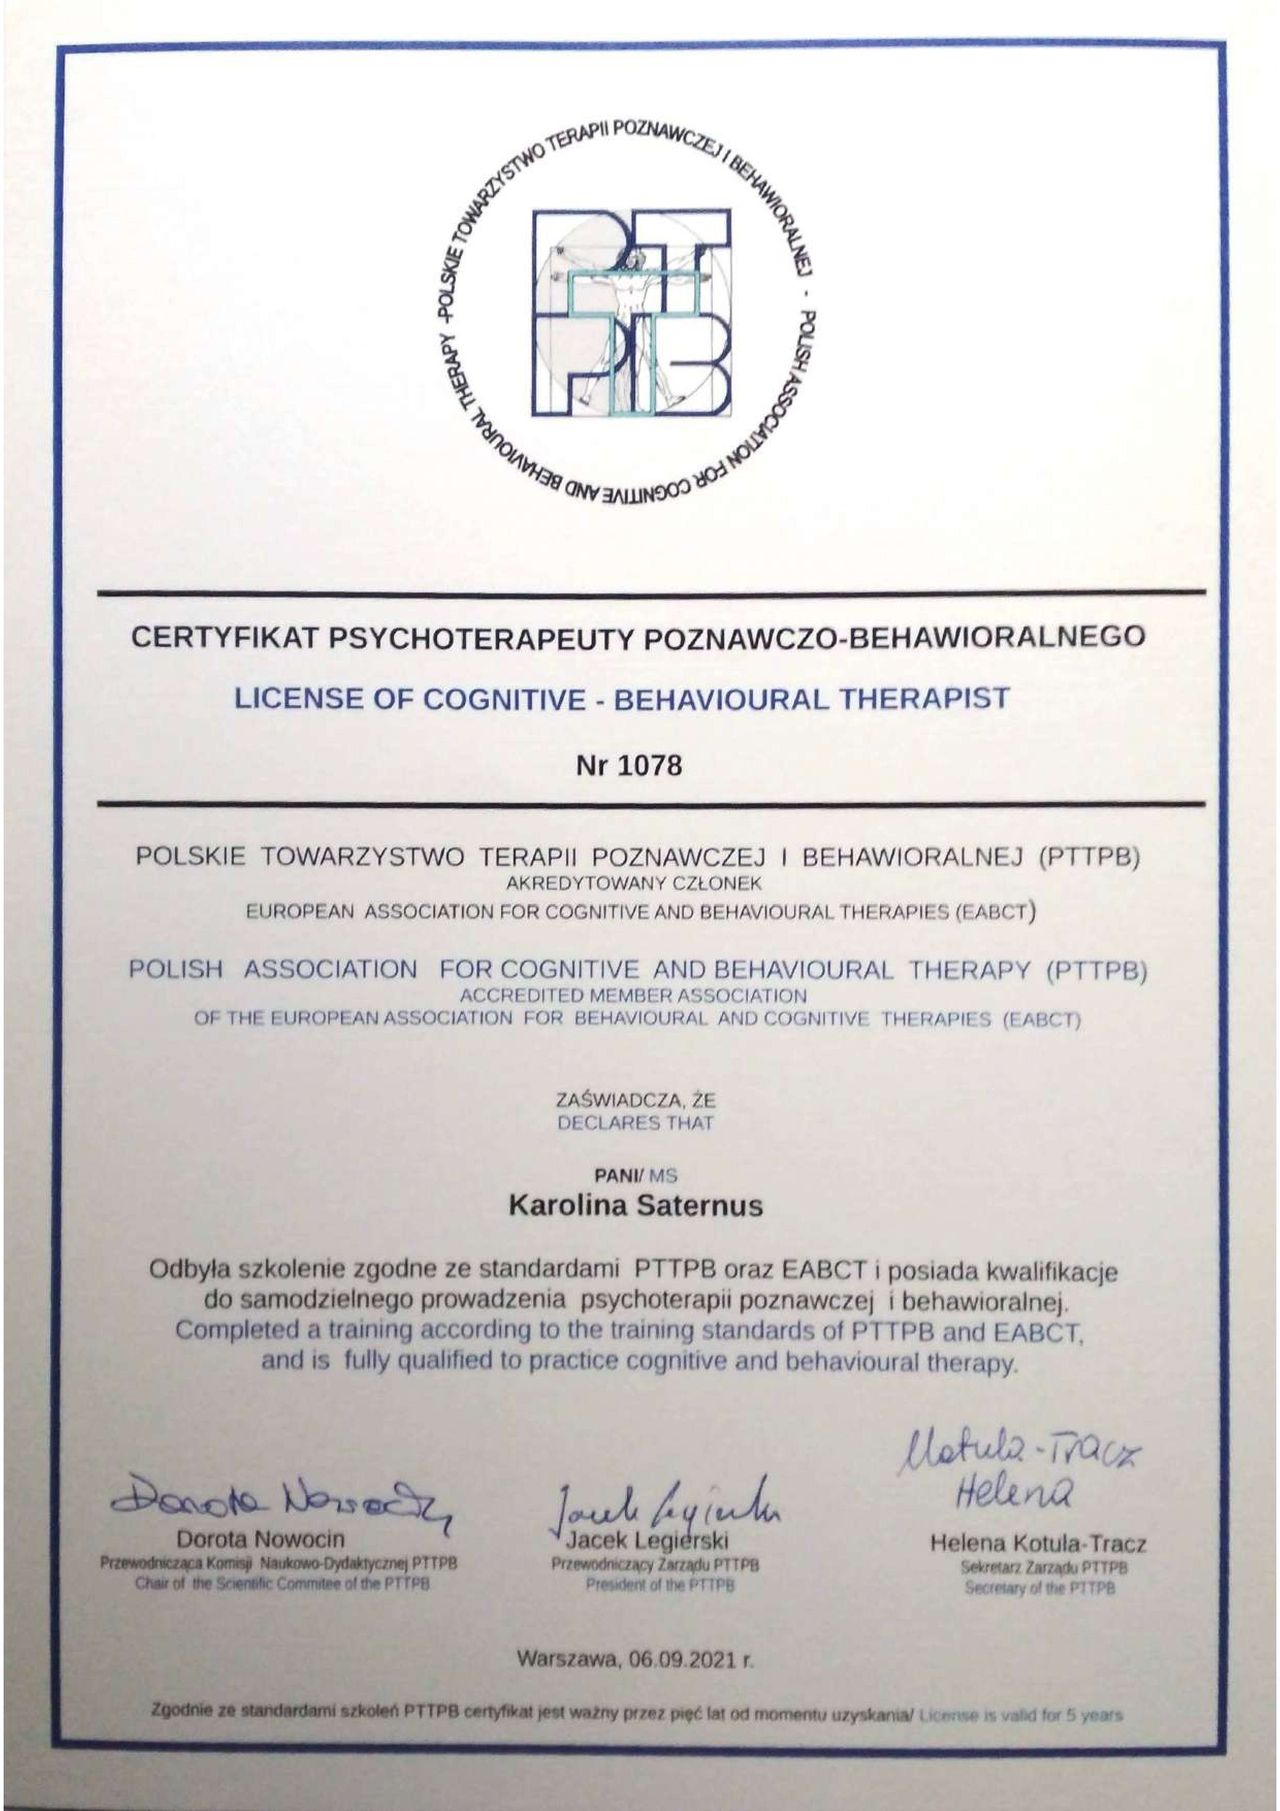 POLSKIE TOWARZYSTWO TERAPII POZNAWCZEJ I BEHAWIORALNEJ - POLISH ASSOCIATION FOR COGNITIVE AND BEHAVIOURAL THERAPY -
PT
PB
CERTYFIKAT PSYCHOTERAPEUTY POZNAWCZO-BEHAWIORALNEGO
LICENSE OF COGNITIVE - BEHAVIOURAL THERAPIST
Nr 1078
POLSKIE TOWARZYSTWO TERAPII POZNAWCZEJ I BEHAWIORALNEJ (PTTPB)
AKREDYTOWANY CZŁONEK
EUROPEAN ASSOCIATION FOR COGNITIVE AND BEHAVIOURAL THERAPIES (EABCT)
POLISH ASSOCIATION FOR COGNITIVE AND BEHAVIOURAL THERAPY (PTTPB)
ACCREDITED MEMBER ASSOCIATION
OF THE EUROPEAN ASSOCIATION FOR BEHAVIOURAL AND COGNITIVE THERAPIES (EABCT)
ZAŚWIADCZA, ŻE
DECLARES THAT
PANI/ MS
Karolina Saternus
Odbyła szkolenie zgodne ze standardami PTTPB oraz EABCT i posiada kwalifikacje
do samodzielnego prowadzenia psychoterapii poznawczej i behawioralnej.
Completed a training according to the training standards of PTTPB and EABCT,
and is fully qualified to practice cognitive and behavioural therapy.
Kotula-Tracz
Helena
Dorota Nowocin Jacek Legierski
Dorota Nowocin Jacek Legierski Helena Kotula-Tracz
Przewodnicząca Komisji Naukowo-Dydaktycznej PTTPB Przewodniczący Zarządu PTTPB Sekretarz Zarządu PTTPB
Chair of the Scientific Commitee of the PTTPB President of the PTTPB Secretary of the PTTPB
Warszawa, 06.09.2021 r.
Zgodnie ze standardami szkoleń PTTPB certyfikat jest ważny przez pięć lat od momentu uzyskania/ License is valid for 5 years